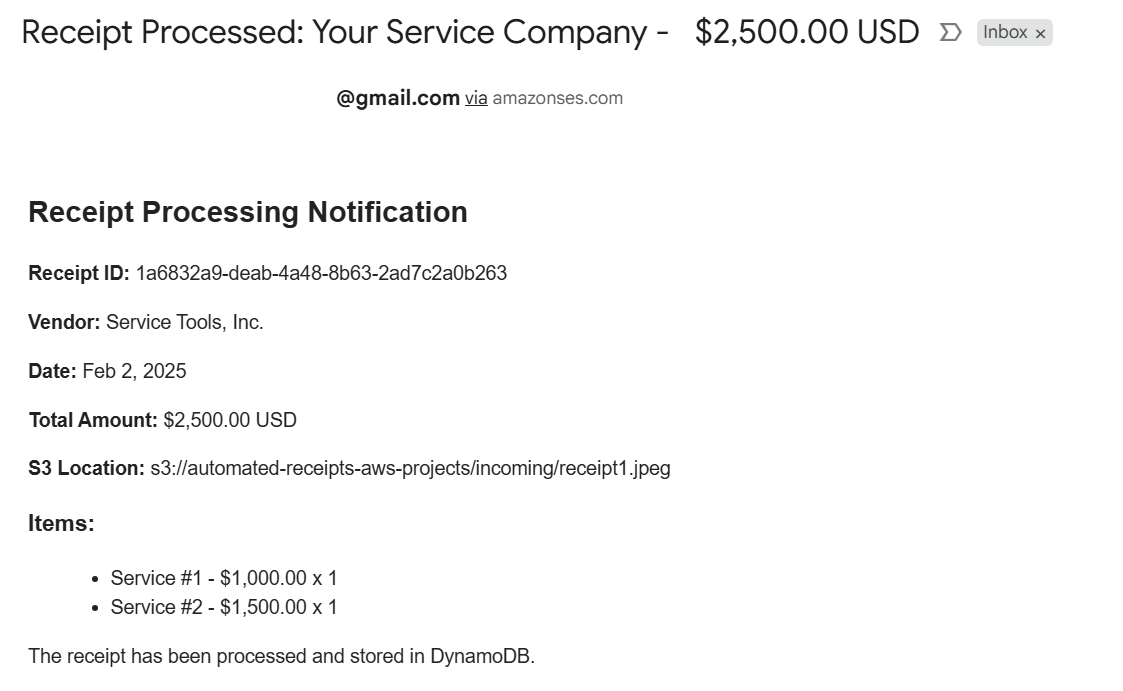 Receipt Processed: Your Service Company - $2,500.00 USD Inbox ×
@gmail.com via amazonses.com
Receipt Processing Notification
Receipt ID: 1a6832a9-deab-4a48-8b63-2ad7c2a0b263
Vendor: Service Tools, Inc.
Date: Feb 2, 2025
Total Amount: $2,500.00 USD
S3 Location: s3://automated-receipts-aws-projects/incoming/receipt1.jpeg
Items:
• Service #1 - $1,000.00 x 1
• Service #2 - $1,500.00 x 1
The receipt has been processed and stored in DynamoDB.